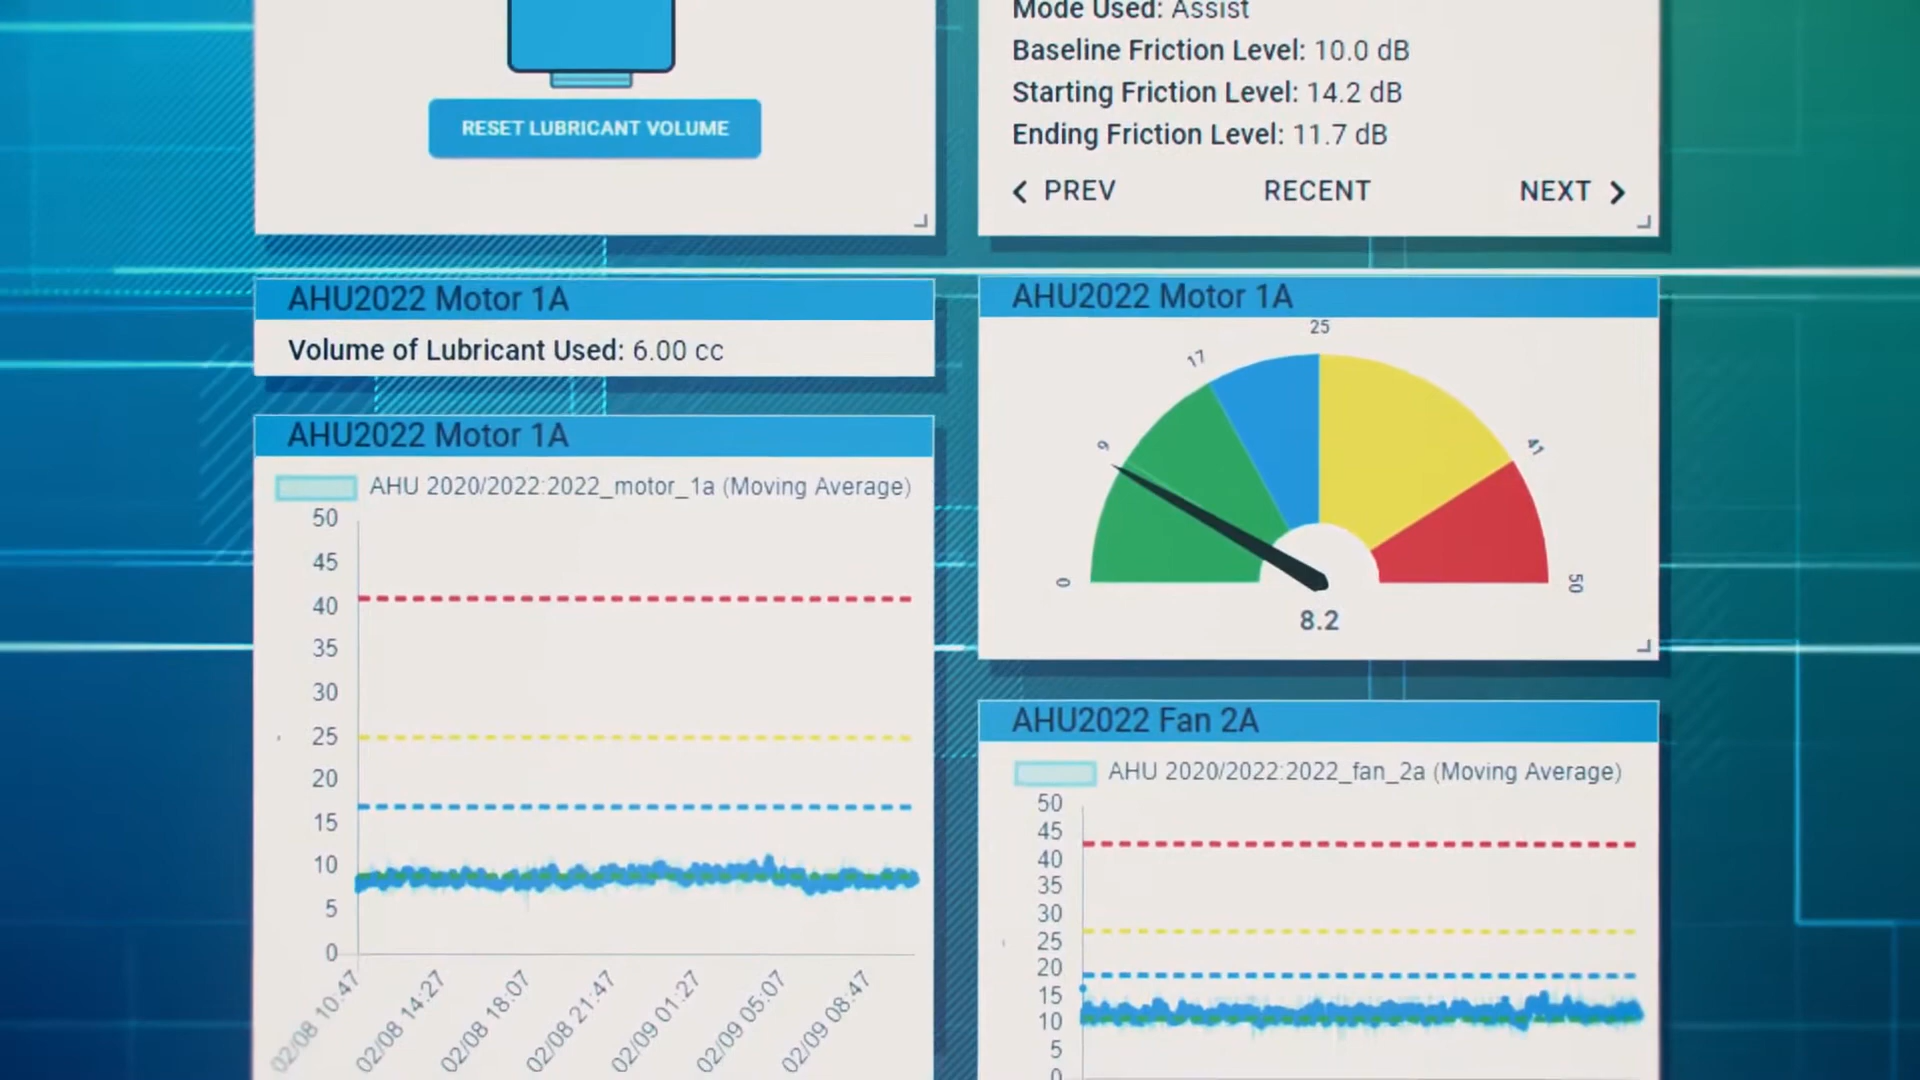 RESET LUBRICANT VOLUME
Mode Used: Assist
Baseline Friction Level: 10.0 dB
Starting Friction Level: 14.2 dB
Ending Friction Level: 11.7 dB
PREV RECENT NEXT
AHU2022 Motor 1A
Volume of Lubricant Used: 6.00 cc
AHU2022 Motor 1A
0
9
17
25
41
50
8.2
AHU2022 Motor 1A
AHU 2020/2022:2022_motor_1a (Moving Average)
50
45
40
35
30
25
20
15
10
5
0
02/08 10:47
02/08 14:27
02/08 18:07
02/08 21:47
02/09 01:27
02/09 05:07
02/09 08:47
AHU2022 Fan 2A
AHU 2020/2022:2022_fan_2a (Moving Average)
50
45
40
35
30
25
20
15
10
5
0